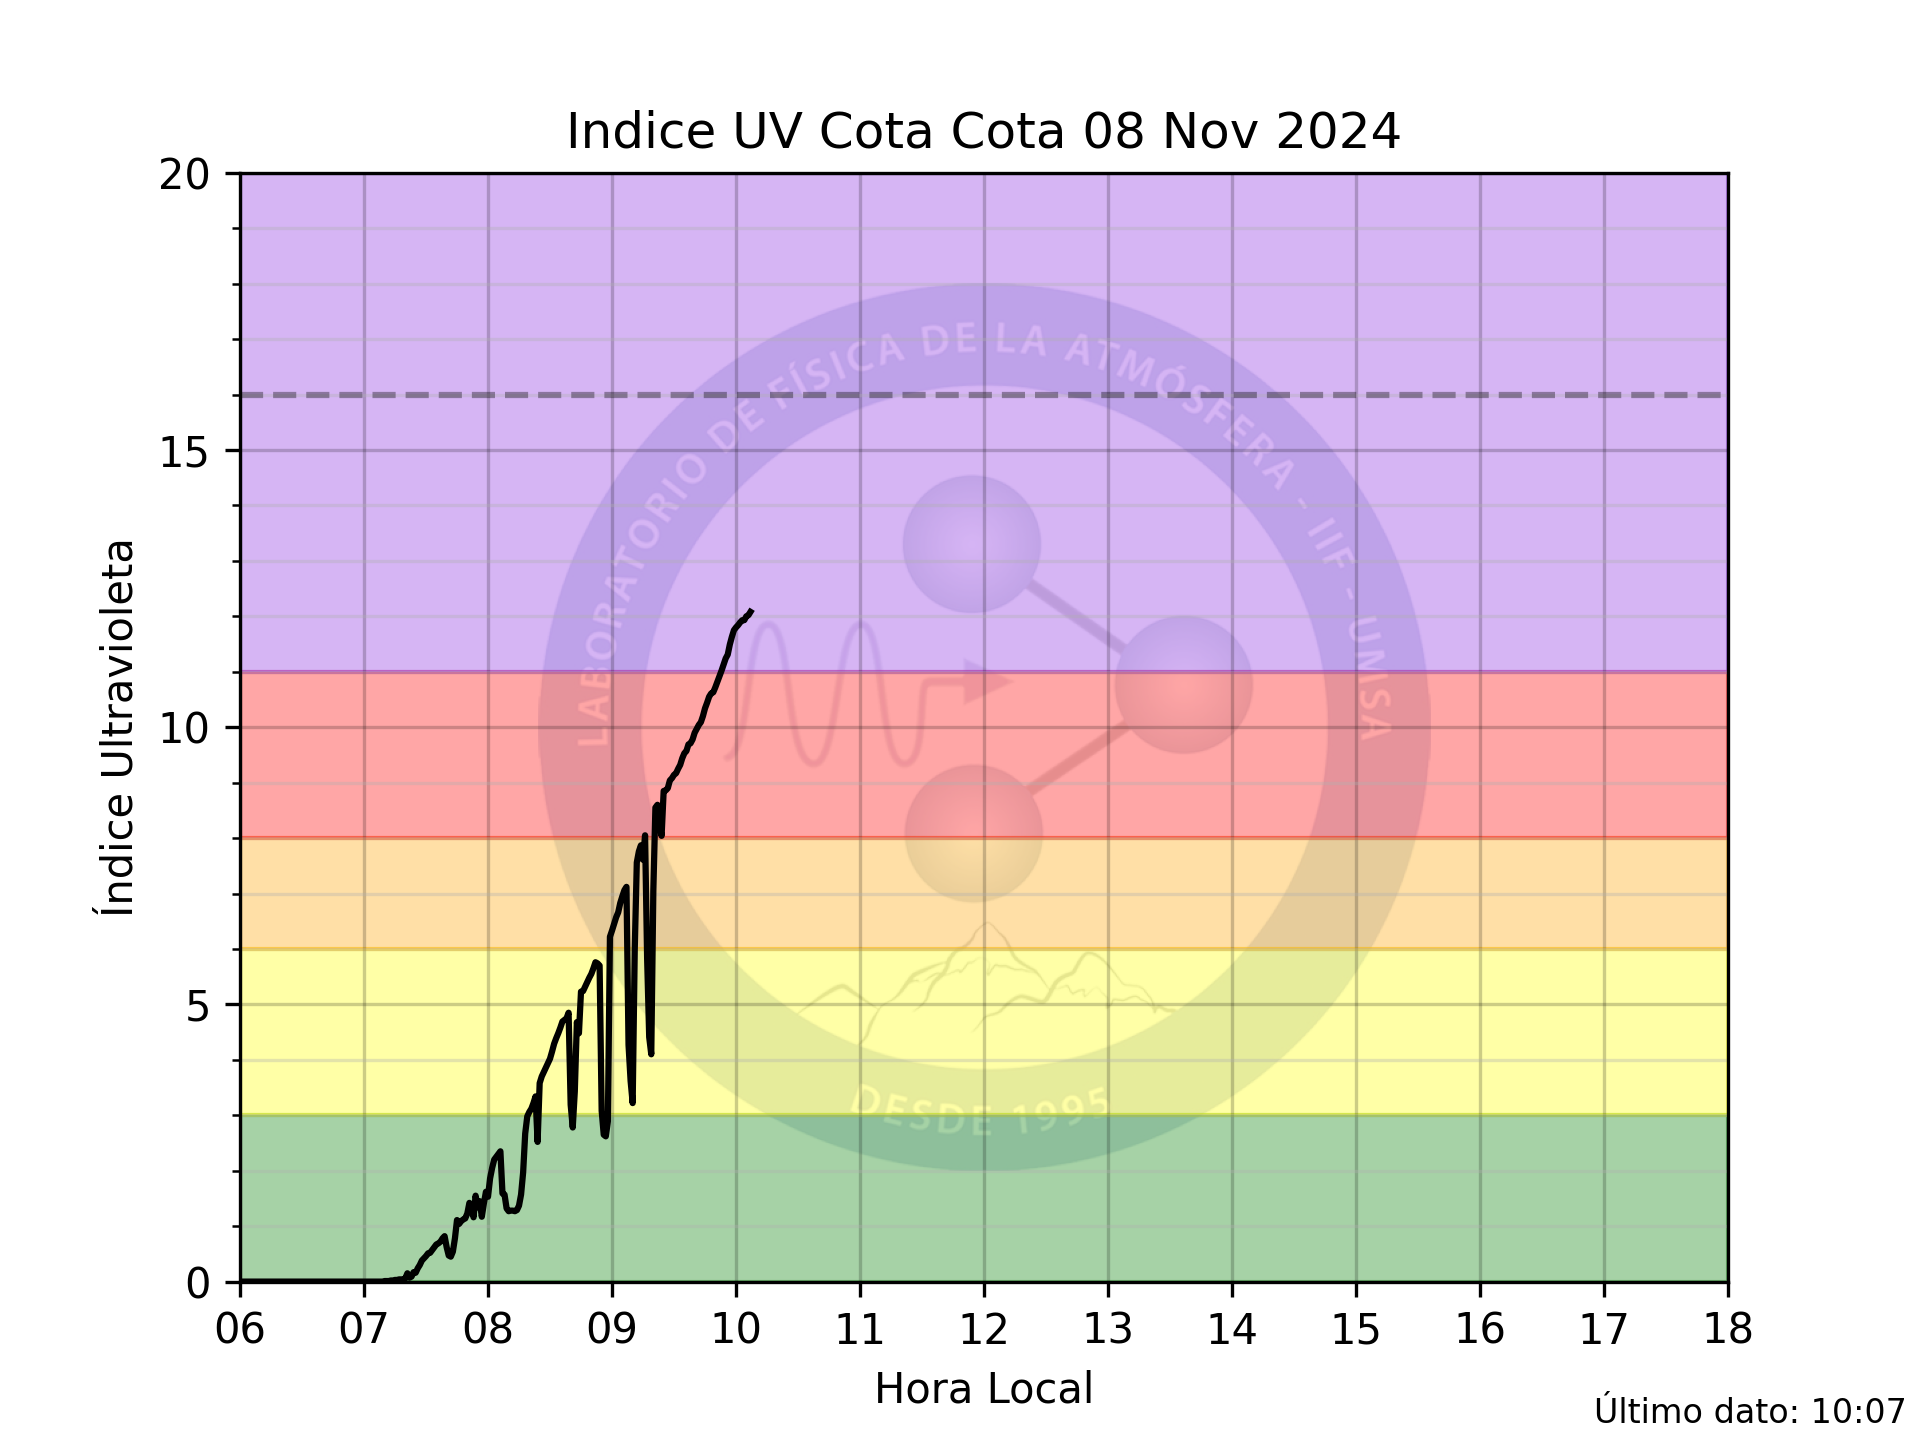 Indice UV Cota Cota 08 Nov 2024
20
15
10
5
0
Índice Ultravioleta
LABORATORIO DE FÍSICA DE LA ATMÓSFERA - IIF - UMSA
DESDE 1995
06 07 08 09 10 11 12 13 14 15 16 17 18
Hora Local
Último dato: 10:07